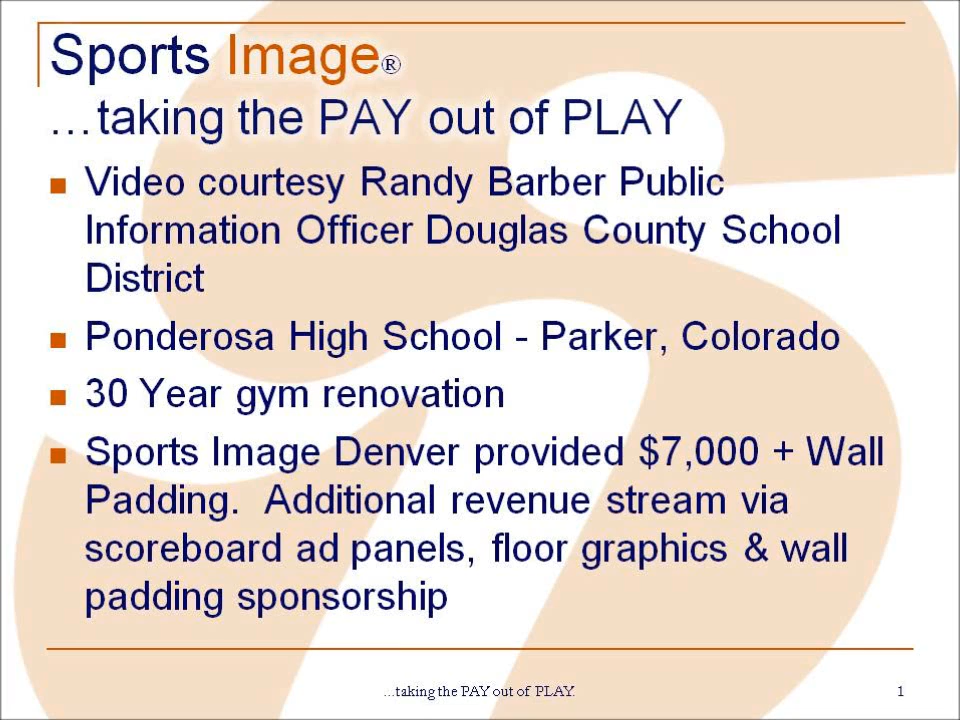 Sports Image®
...taking the PAY out of PLAY
Video courtesy Randy Barber Public
Information Officer Douglas County School
District
Ponderosa High School - Parker, Colorado
30 Year gym renovation
Sports Image Denver provided $7,000 + Wall
Padding.  Additional revenue stream via
scoreboard ad panels, floor graphics & wall
padding sponsorship
...taking the PAY out of PLAY.
1